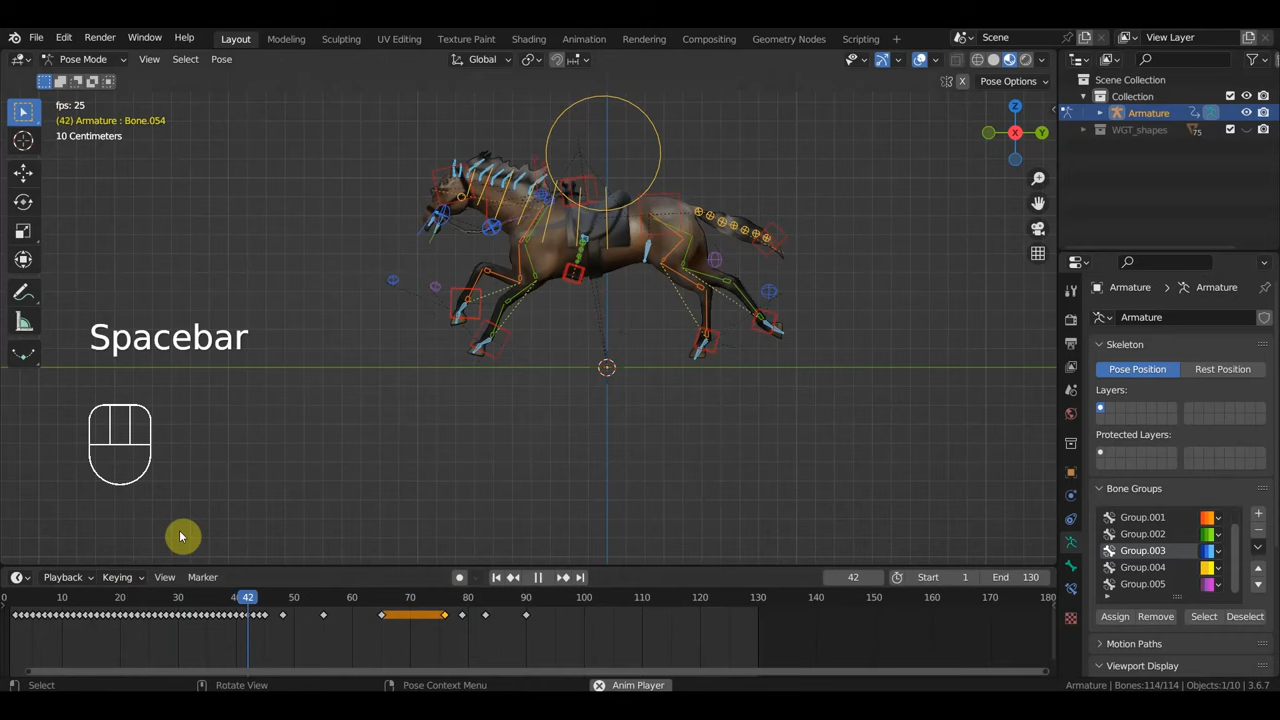 File Edit Render Window Help Layout Modeling Sculpting UV Editing Texture Paint Shading Animation Rendering Compositing Geometry Nodes Scripting + Scene View Layer
Pose Mode View Select Pose Global
X Pose Options
fps: 25
(42) Armature : Bone.054
10 Centimeters
Z
X
Y
Spacebar
Scene Collection
Collection
Armature
WGT_shapes 75
Armature Armature
Armature
Skeleton
Pose Position Rest Position
Layers:
Protected Layers:
Bone Groups
Group.001
Group.002
Group.003
Group.004
Group.005
Assign Remove Select Deselect
Motion Paths
Viewport Display
Playback Keying View Marker 42 Start 1 End 130
0 10 20 30 42 50 60 70 80 90 100 110 120 130 140 150 160 170 180
Select Rotate View Pose Context Menu Anim Player Armature | Bones:114/114 | Objects:1/10 | 3.6.7